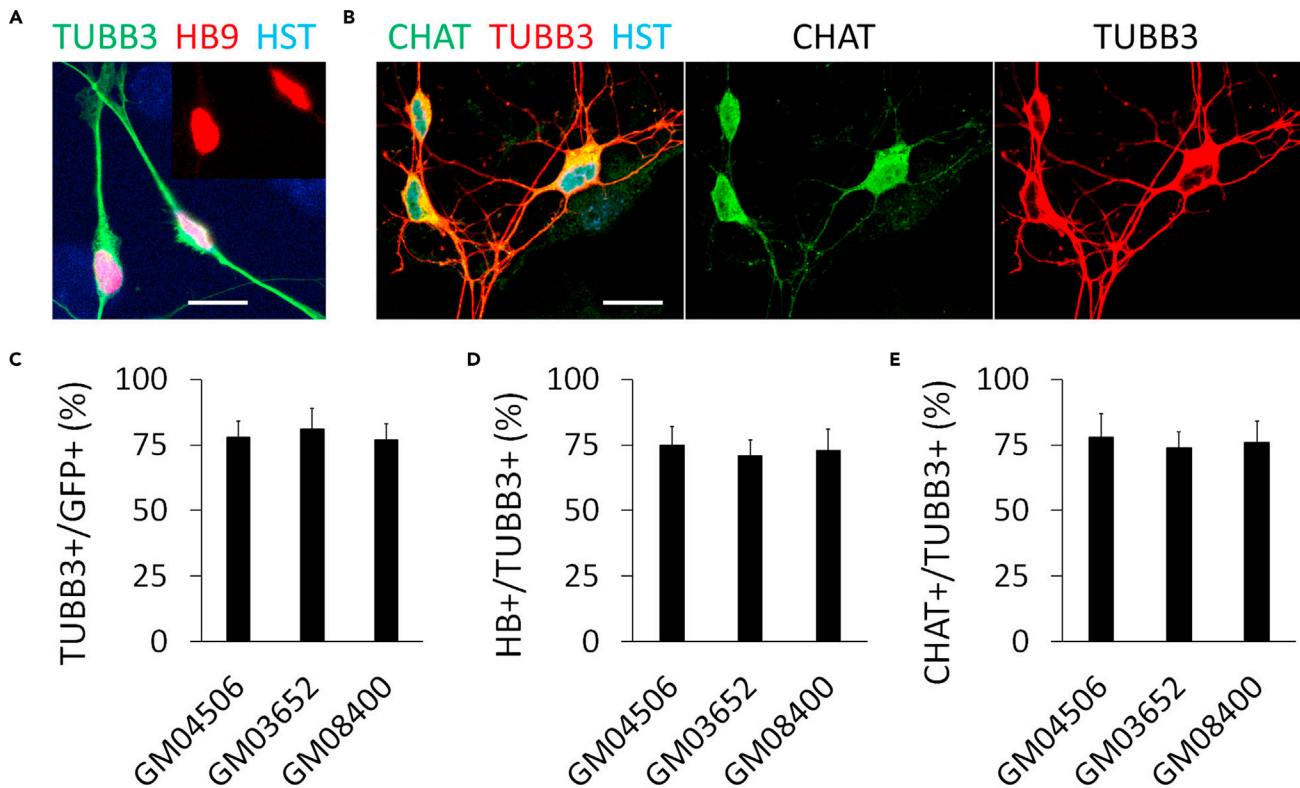 A
TUBB3 HB9 HST
B
CHAT TUBB3 HST
CHAT
TUBB3
C
TUBB3+/GFP+ (%)
100
75
50
25
0
GM04506
GM03652
GM08400
D
HB+/TUBB3+ (%)
100
75
50
25
0
GM04506
GM03652
GM08400
E
CHAT+/TUBB3+ (%)
100
75
50
25
0
GM04506
GM03652
GM08400